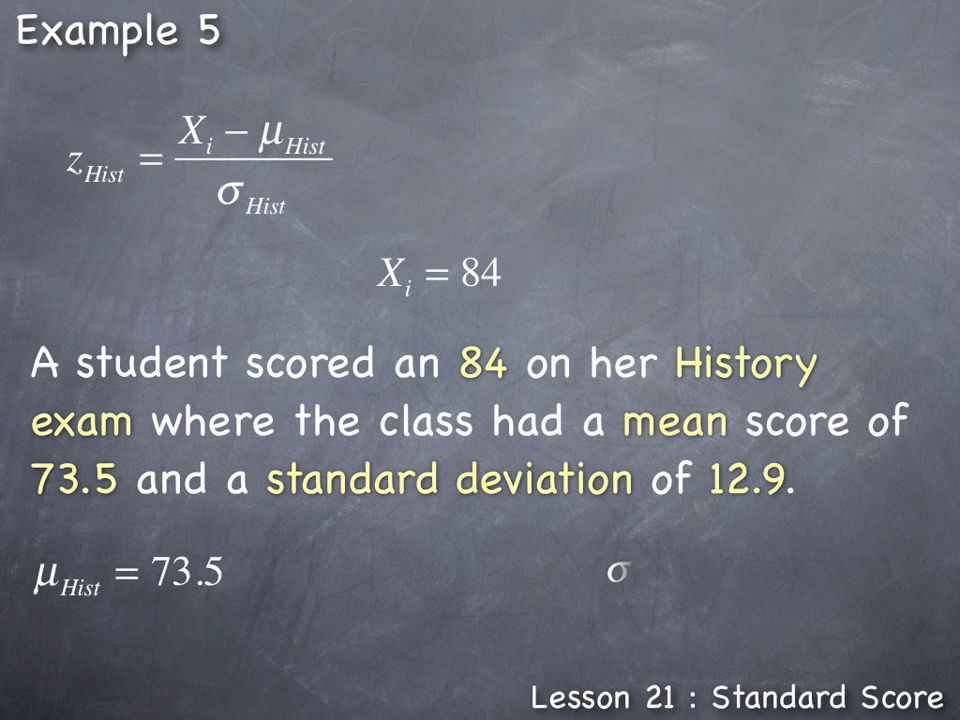 Example 5
z_Hist = (X_i − μ_Hist) / σ_Hist
X_i = 84
A student scored an 84 on her History
exam where the class had a mean score of
73.5 and a standard deviation of 12.9.
μ_Hist = 73.5 σ
Lesson 21 : Standard Score